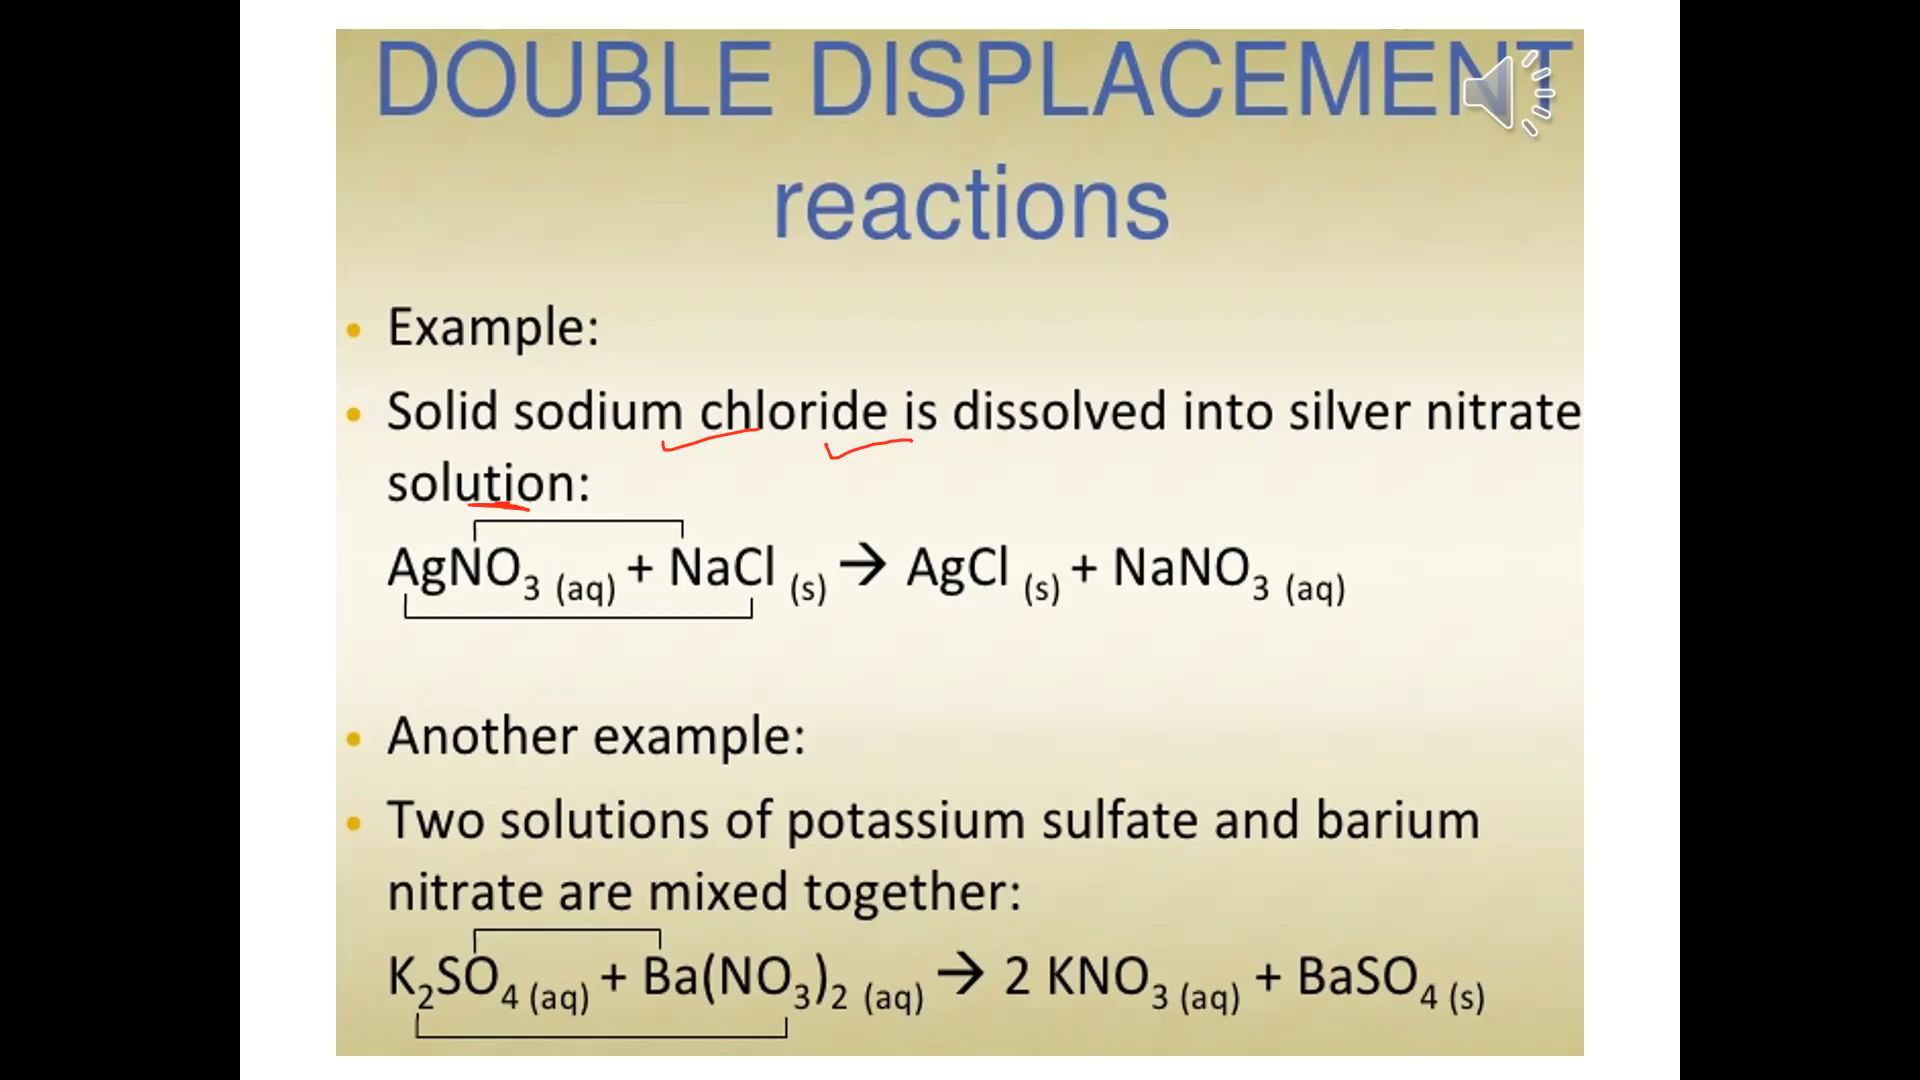 DOUBLE DISPLACEMENT
reactions
• Example:
• Solid sodium chloride is dissolved into silver nitrate
solution:
AgNO₃ (aq) + NaCl (s) → AgCl (s) + NaNO₃ (aq)
• Another example:
• Two solutions of potassium sulfate and barium
nitrate are mixed together:
K₂SO₄ (aq) + Ba(NO₃)₂ (aq) → 2 KNO₃ (aq) + BaSO₄ (s)